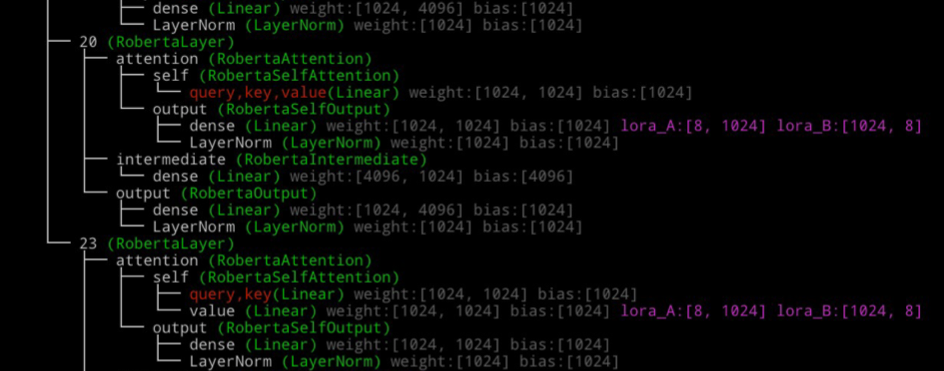 dense (Linear) weight:[1024, 4096] bias:[1024]
LayerNorm (LayerNorm) weight:[1024] bias:[1024]
20 (RobertaLayer)
attention (RobertaAttention)
self (RobertaSelfAttention)
query,key,value(Linear) weight:[1024, 1024] bias:[1024]
output (RobertaSelfOutput)
dense (Linear) weight:[1024, 1024] bias:[1024] lora_A:[8, 1024] lora_B:[1024, 8]
LayerNorm (LayerNorm) weight:[1024] bias:[1024]
intermediate (RobertaIntermediate)
dense (Linear) weight:[4096, 1024] bias:[4096]
output (RobertaOutput)
dense (Linear) weight:[1024, 4096] bias:[1024]
LayerNorm (LayerNorm) weight:[1024] bias:[1024]
23 (RobertaLayer)
attention (RobertaAttention)
self (RobertaSelfAttention)
query,key(Linear) weight:[1024, 1024] bias:[1024]
value (Linear) weight:[1024, 1024] bias:[1024] lora_A:[8, 1024] lora_B:[1024, 8]
output (RobertaSelfOutput)
dense (Linear) weight:[1024, 1024] bias:[1024]
LayerNorm (LayerNorm) weight:[1024] bias:[1024]